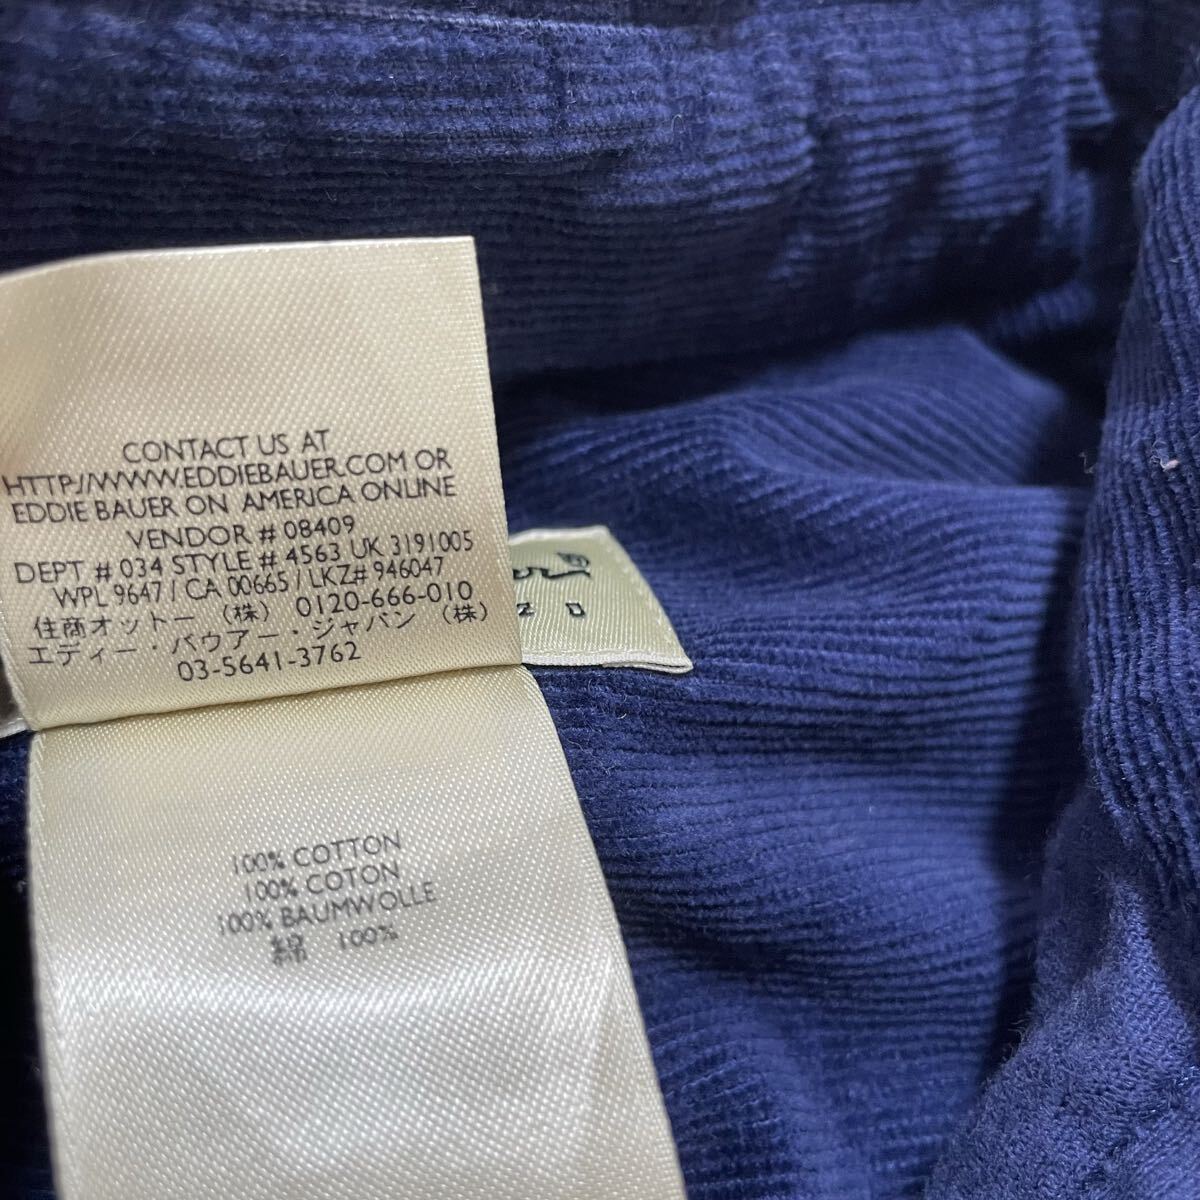 CONTACT US AT
HTTP://WWW.EDDIEBAUER.COM OR
EDDIE BAUER ON AMERICA ONLINE
VENDOR # 08409
DEPT # 034 STYLE # 4563 UK 3191005
WPL 9647 / CA 00665 / LKZ# 946047
住商オットー (株) 0120-666-010
エディー・バウアー・ジャパン (株)
03-5641-3762
100% COTTON
100% COTON
100% BAUMWOLLE
綿 100%